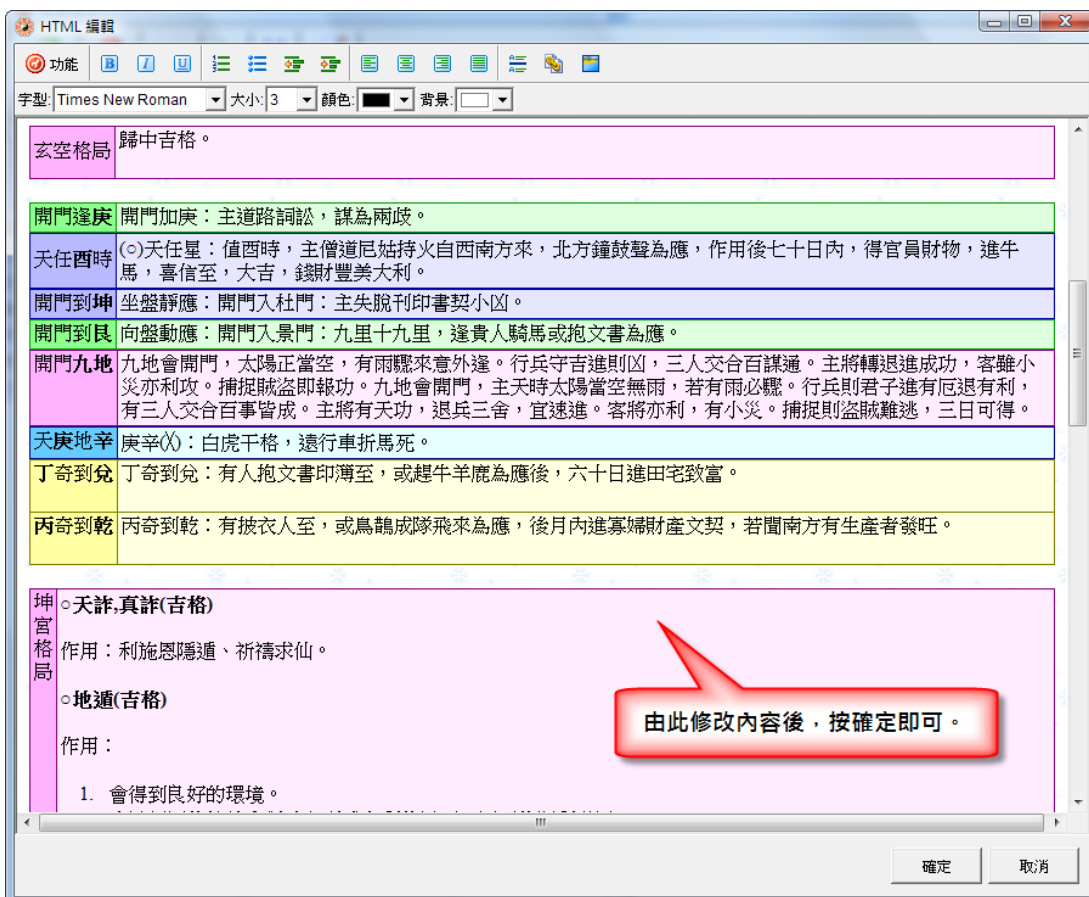 HTML 編輯
功能 B I U
字型: Times New Roman 大小: 3 顏色: 背景:
玄空格局 歸中吉格。
開門逢庚 開門加庚：主道路詞訟，謀為兩歧。
天任酉時 (○)天任星：值酉時，主僧道尼姑持火自西南方來，北方鐘鼓聲為應，作用後七十日內，得官員財物，進牛
馬，喜信至，大吉，錢財豐美大利。
開門到坤 坐盤靜應：開門入杜門：主失脫刊印書契小凶。
開門到艮 向盤動應：開門入景門：九里十九里，逢貴人騎馬或抱文書為應。
開門九地 九地會開門，太陽正當空，有雨驟來意外逢。行兵守吉進則凶，三人交合百謀通。主將轉退進成功，客雖小
災亦利攻。捕捉賊盜即報功。九地會開門，主天時太陽當空無雨，若有雨必驟。行兵則君子進有厄退有利，
有三人交合百事皆成。主將有天功，退兵三舍，宜速進。客將亦利，有小災。捕捉則盜賊難逃，三日可得。
天庚地辛 庚辛(X)：白虎干格，遠行車折馬死。
丁奇到兌 丁奇到兌：有人抱文書印簿至，或趕牛羊鹿為應後，六十日進田宅致富。
丙奇到乾 丙奇到乾：有披衣人至，或鳥鵲成隊飛來為應，後月內進寡婦財產文契，若聞南方有生產者發旺。
坤宮格局
○天詐,真詐(吉格)
作用：利施恩隱遁、祈禱求仙。
○地遁(吉格)
由此修改內容後，按確定即可。
作用：
1. 會得到良好的環境。
確定 取消